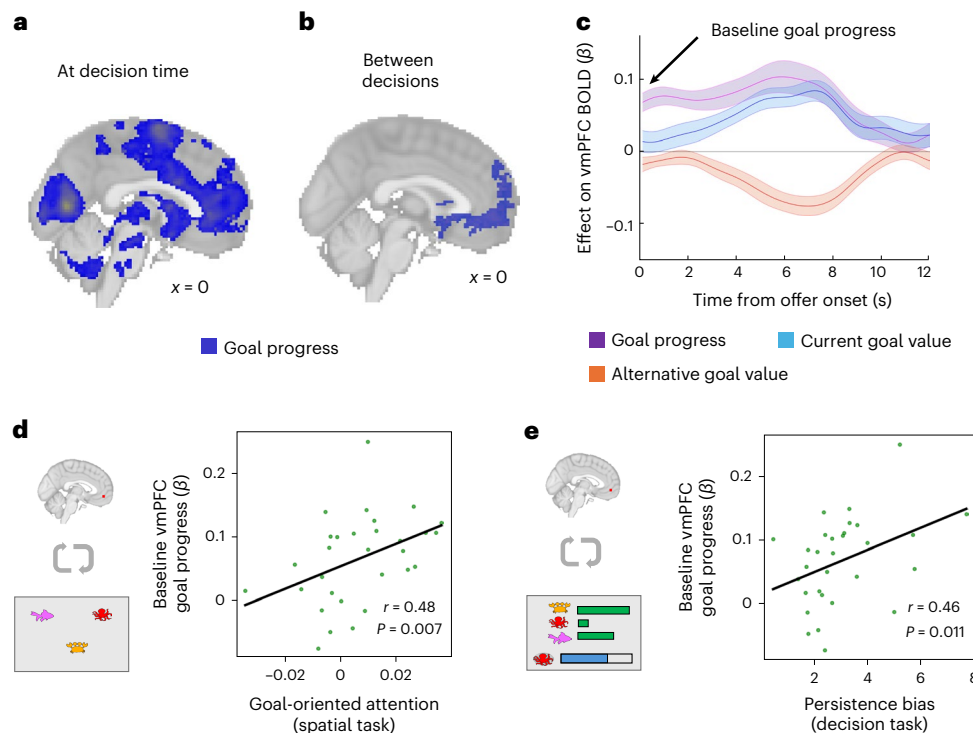 a
At decision time
x = 0
b
Between
decisions
x = 0
Goal progress
c
Baseline goal progress
Effect on vmPFC BOLD (β)
0.1
0
−0.1
0 2 4 6 8 10 12
Time from offer onset (s)
Goal progress
Current goal value
Alternative goal value
d
Baseline vmPFC
goal progress (β)
0.2
0.1
0
r = 0.48
P = 0.007
−0.02 0 0.02
Goal-oriented attention
(spatial task)
e
Baseline vmPFC
goal progress (β)
0.2
0.1
0
r = 0.46
P = 0.011
2 4 6 8
Persistence bias
(decision task)